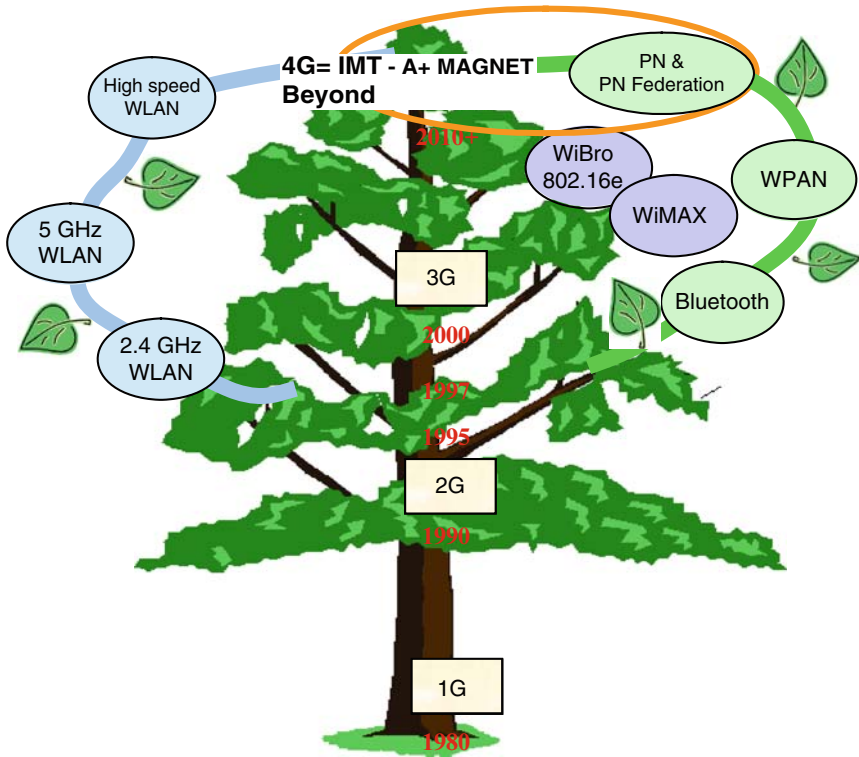 High speed
WLAN
4G= IMT - A+ MAGNET
Beyond
PN &
PN Federation
2010+
WiBro
802.16e
WPAN
WiMAX
5 GHz
WLAN
3G
Bluetooth
2.4 GHz
WLAN
2000
1997
1995
2G
1990
1G
1980